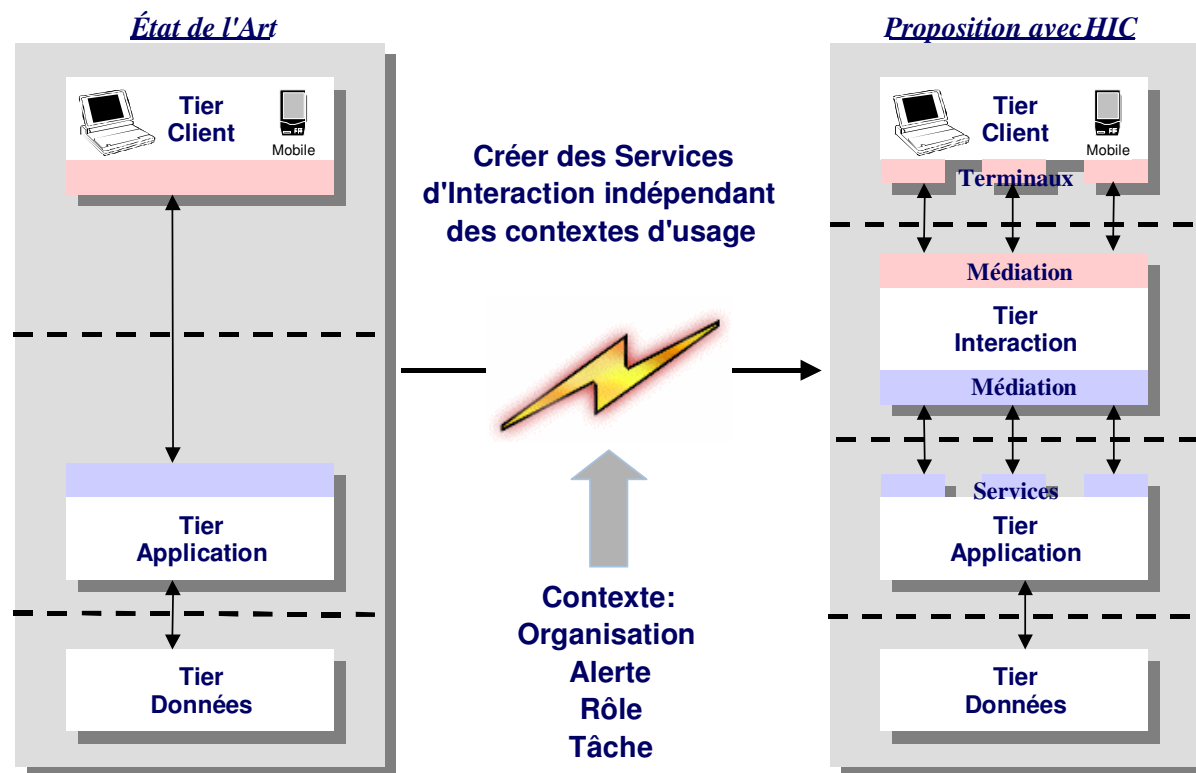 État de l'Art
Tier
Client
Mobile
Tier
Application
Tier
Données
Créer des Services
d'Interaction indépendant
des contextes d'usage
Contexte:
Organisation
Alerte
Rôle
Tâche
Proposition avec HIC
Tier
Client
Mobile
Terminaux
Médiation
Tier
Interaction
Médiation
Services
Tier
Application
Tier
Données